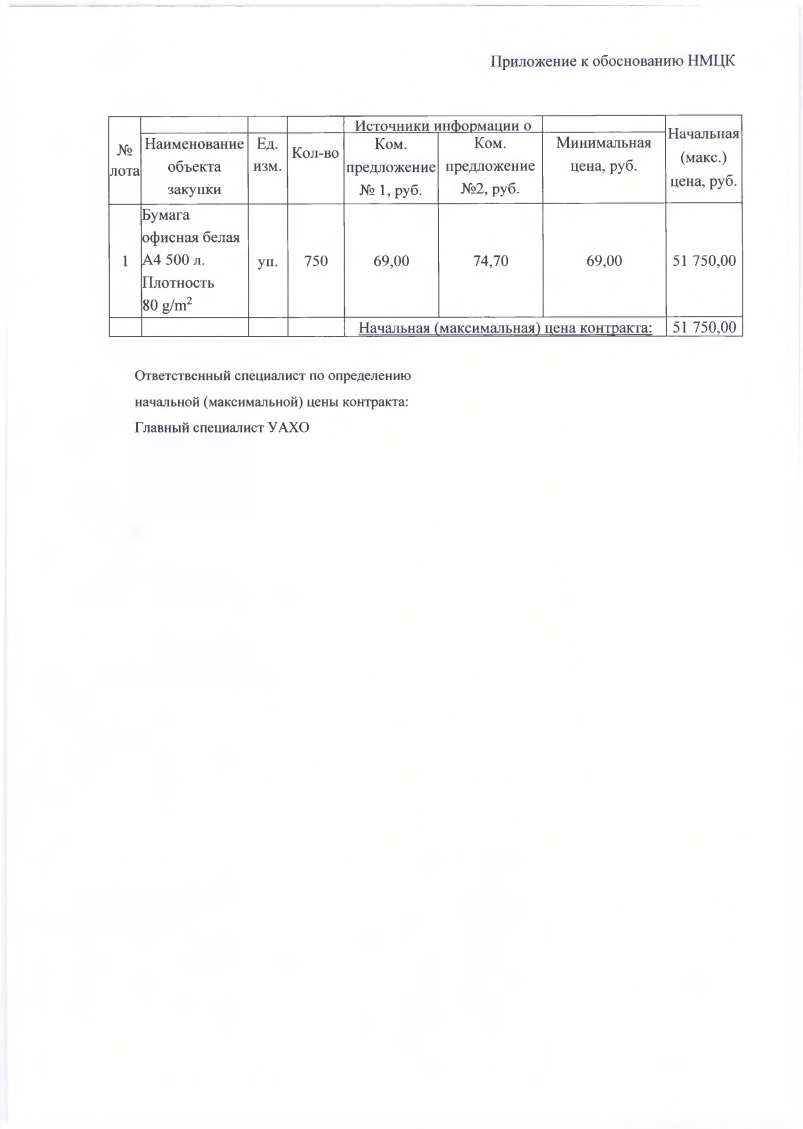 Приложение к обоснованию НМЦК
Источники информации о
№
лота
Наименование
объекта
закупки
Ед.
изм.
Кол-во
Ком.
предложение
№ 1, руб.
Ком.
предложение
№2, руб.
Минимальная
цена, руб.
Начальная
(макс.)
цена, руб.
1
Бумага
офисная белая
А4 500 л.
Плотность
80 g/m²
уп.
750
69,00
74,70
69,00
51 750,00
Начальная (максимальная) цена контракта:
51 750,00
Ответственный специалист по определению
начальной (максимальной) цены контракта:
Главный специалист УАХО